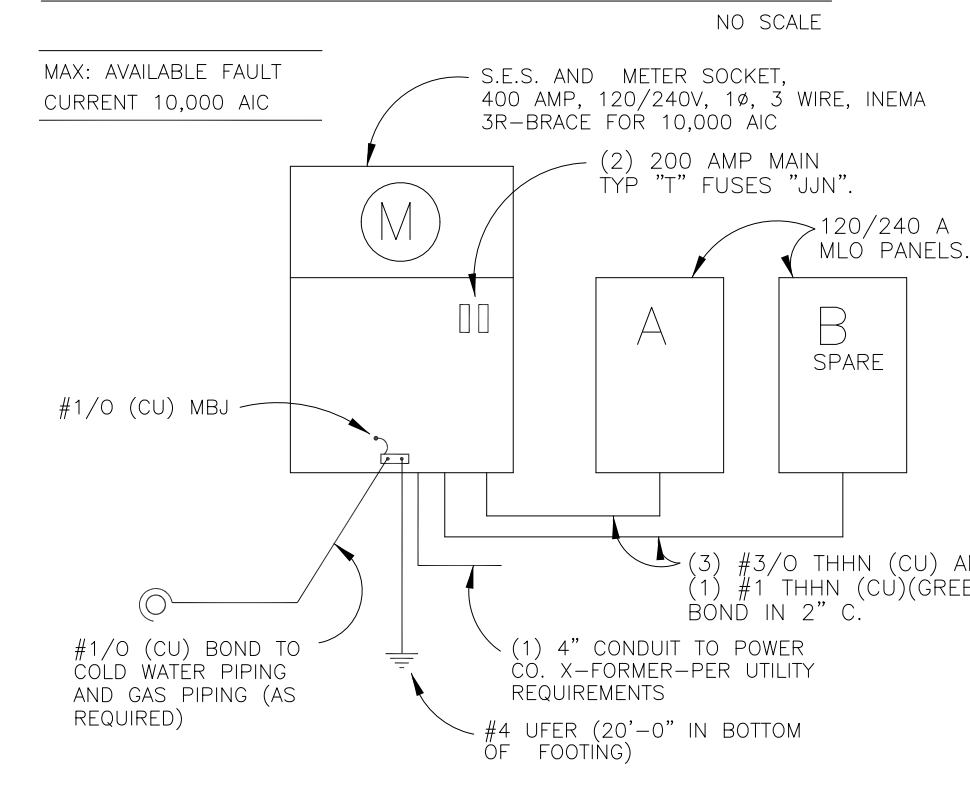 NO SCALE
MAX: AVAILABLE FAULT
CURRENT 10,000 AIC
S.E.S. AND METER SOCKET,
400 AMP, 120/240V, 1ø, 3 WIRE, INEMA
3R-BRACE FOR 10,000 AIC
(2) 200 AMP MAIN
TYP "T" FUSES "JJN".
120/240 A
MLO PANELS.
M
A
B
SPARE
#1/0 (CU) MBJ
(3) #3/0 THHN (CU)
(1) #1 THHN (CU)
BOND IN 2" C.
#1/0 (CU) BOND TO
COLD WATER PIPING
AND GAS PIPING (AS
REQUIRED)
(1) 4" CONDUIT TO POWER
CO. X-FORMER-PER UTILITY
REQUIREMENTS
#4 UFER (20'-0" IN BOTTOM
OF FOOTING)